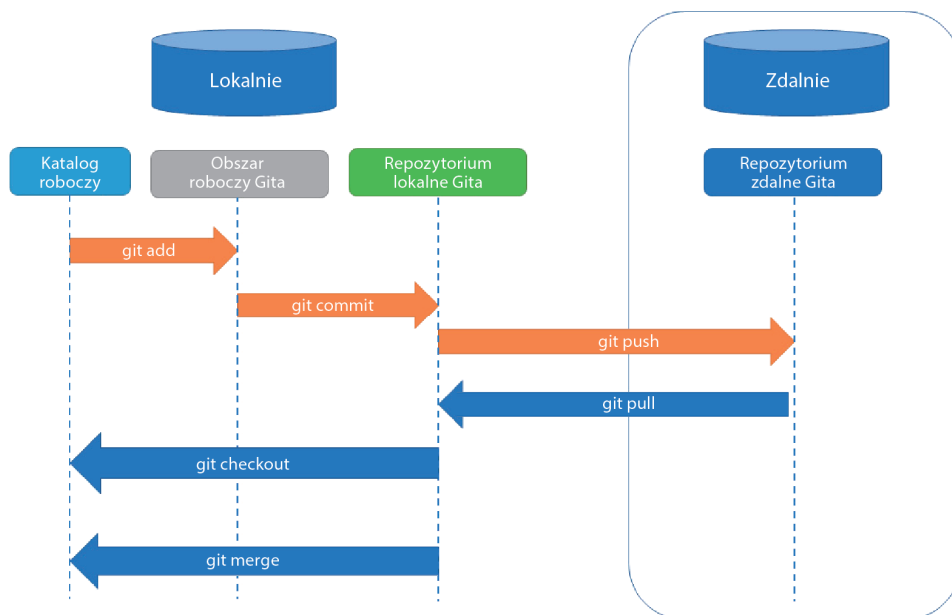 Lokalnie
Zdalnie
Katalog
roboczy
Obszar
roboczy Gita
Repozytorium
lokalne Gita
Repozytorium
zdalne Gita
git add
git commit
git push
git pull
git checkout
git merge